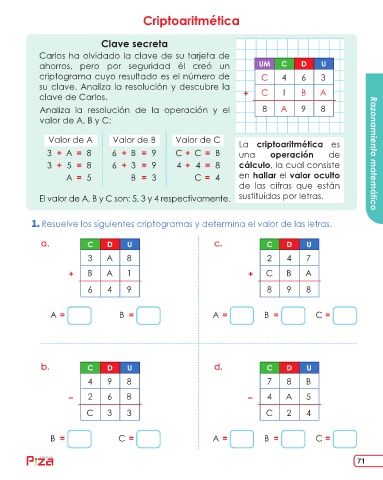 Criptoaritmética
Clave secreta
Carlos ha olvidado la clave de su tarjeta de
ahorros, pero por seguridad él creó un
criptograma cuyo resultado es el número de
su clave. Analiza la resolución y descubre la
clave de Carlos.
Analiza la resolución de la operación y el
valor de A, B y C:
UM C D U
C 4 6 3
+ C 1 B A
8 A 9 8
Valor de A Valor de B Valor de C
3 + A = 8 6 + B = 9 C + C = B
3 + 5 = 8 6 + 3 = 9 4 + 4 = 8
A = 5 B = 3 C = 4
El valor de A, B y C son: 5, 3 y 4 respectivamente.
La criptoaritmética es
una operación de
cálculo, la cual consiste
en hallar el valor oculto
de las cifras que están
sustituidas por letras.
Razonamiento matemático
1. Resuelve los siguientes criptogramas y determina el valor de las letras.
a. C D U
3 A 8
+ B A 1
6 4 9
A = B =
c. C D U
2 4 7
+ C B A
8 9 8
A = B = C =
b. C D U
4 9 8
– 2 6 B
C 3 3
B = C =
d. C D U
7 8 B
– 4 A 5
C 2 4
A = B = C =
Piza
71